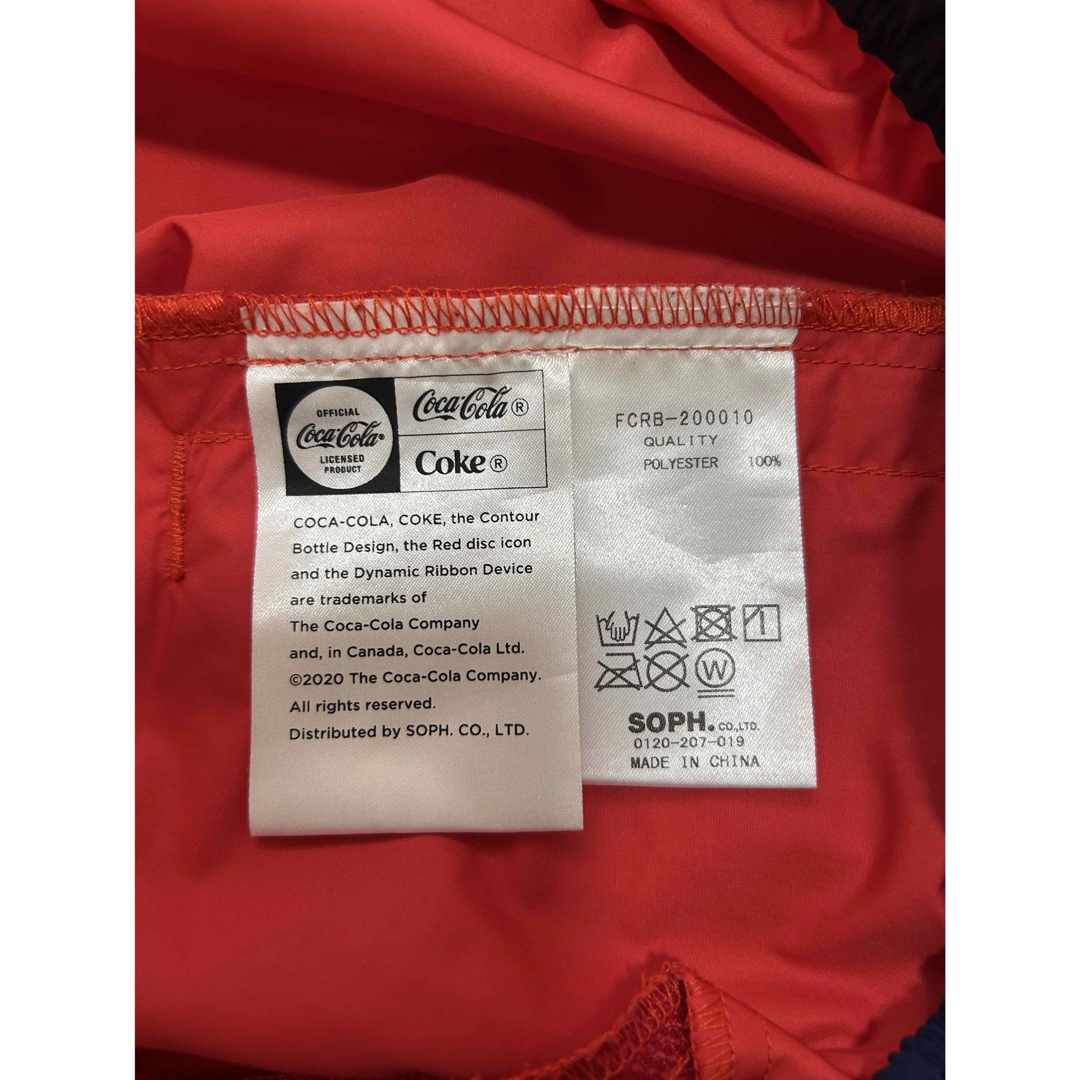 OFFICIAL
Coca-Cola®
LICENSED
PRODUCT
Coca-Cola®
Coke®
COCA-COLA, COKE, the Contour
Bottle Design, the Red disc icon
and the Dynamic Ribbon Device
are trademarks of
The Coca-Cola Company
and, in Canada, Coca-Cola Ltd.
©2020 The Coca-Cola Company.
All rights reserved.
Distributed by SOPH. CO., LTD.
FCRB-200010
QUALITY
POLYESTER 100%
W
SOPH. CO.,LTD.
0120-207-019
MADE IN CHINA